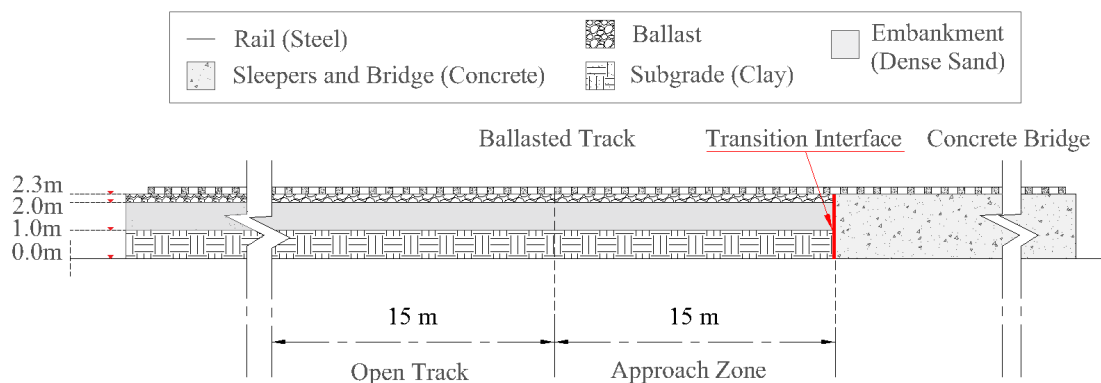 Rail (Steel)
Ballast
Embankment
(Dense Sand)
Sleepers and Bridge (Concrete)
Subgrade (Clay)
Ballasted Track
Transition Interface
Concrete Bridge
2.3m
2.0m
1.0m
0.0m
15 m
15 m
Open Track
Approach Zone